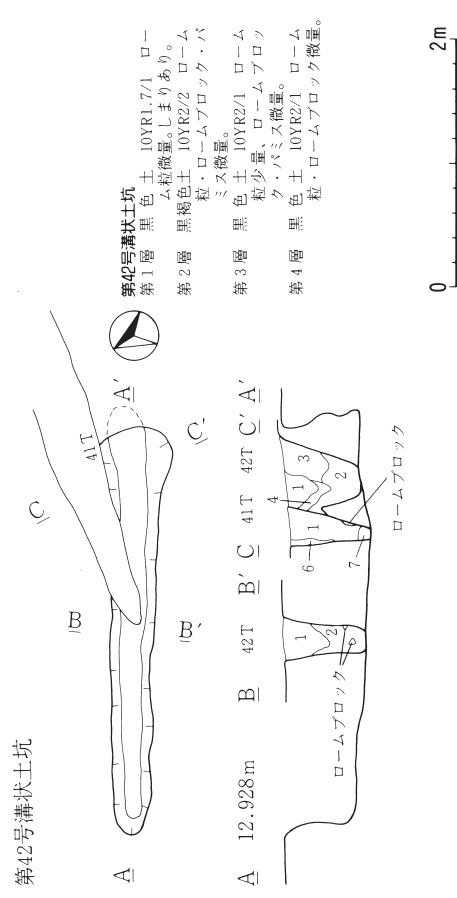 第42号溝状土坑
A
A′
B
B′
C
C′
41T
第42号溝状土坑
第1層 黒色土 10YR1.7/1 ロー
ム粒微量。しまりあり。
第2層 黒褐色土 10YR2/2 ローム
粒・ロームブロック・パ
ミス微量。
第3層 黒色土 10YR2/1 ローム
粒少量、ロームブロッ
ク・パミス微量。
第4層 黒色土 10YR2/1 ローム
粒・ロームブロック微量。
A 12.928m B 42T B′ C 41T 42T C′ A′
1
2
ロームブロック
6
1
4
1
3
2
7
ロームブロック
0 2m